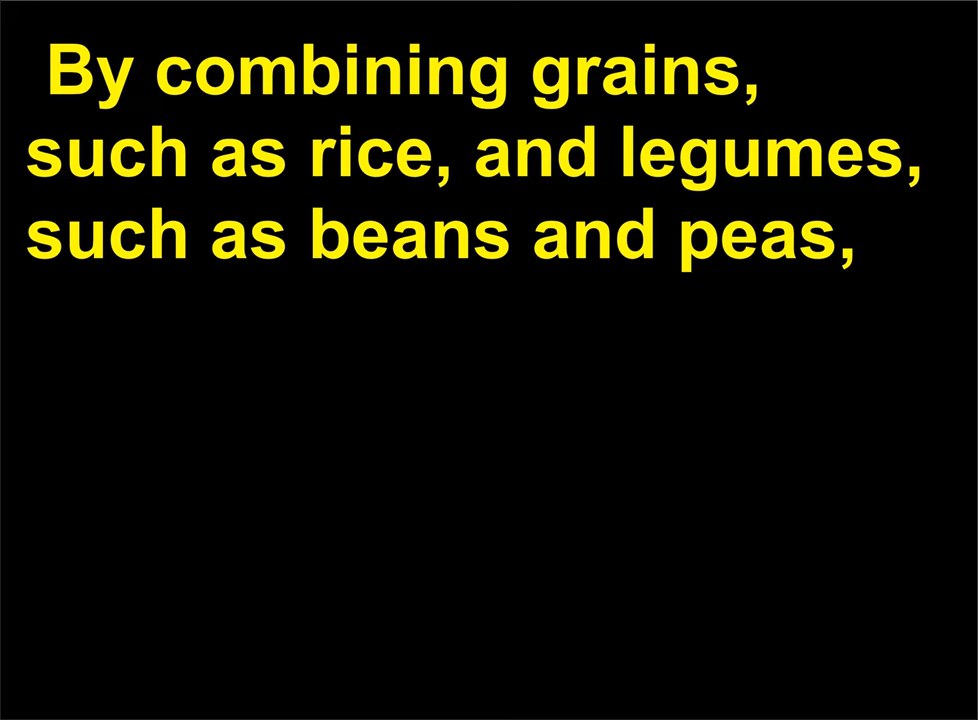 By combining grains,
such as rice, and legumes,
such as beans and peas,